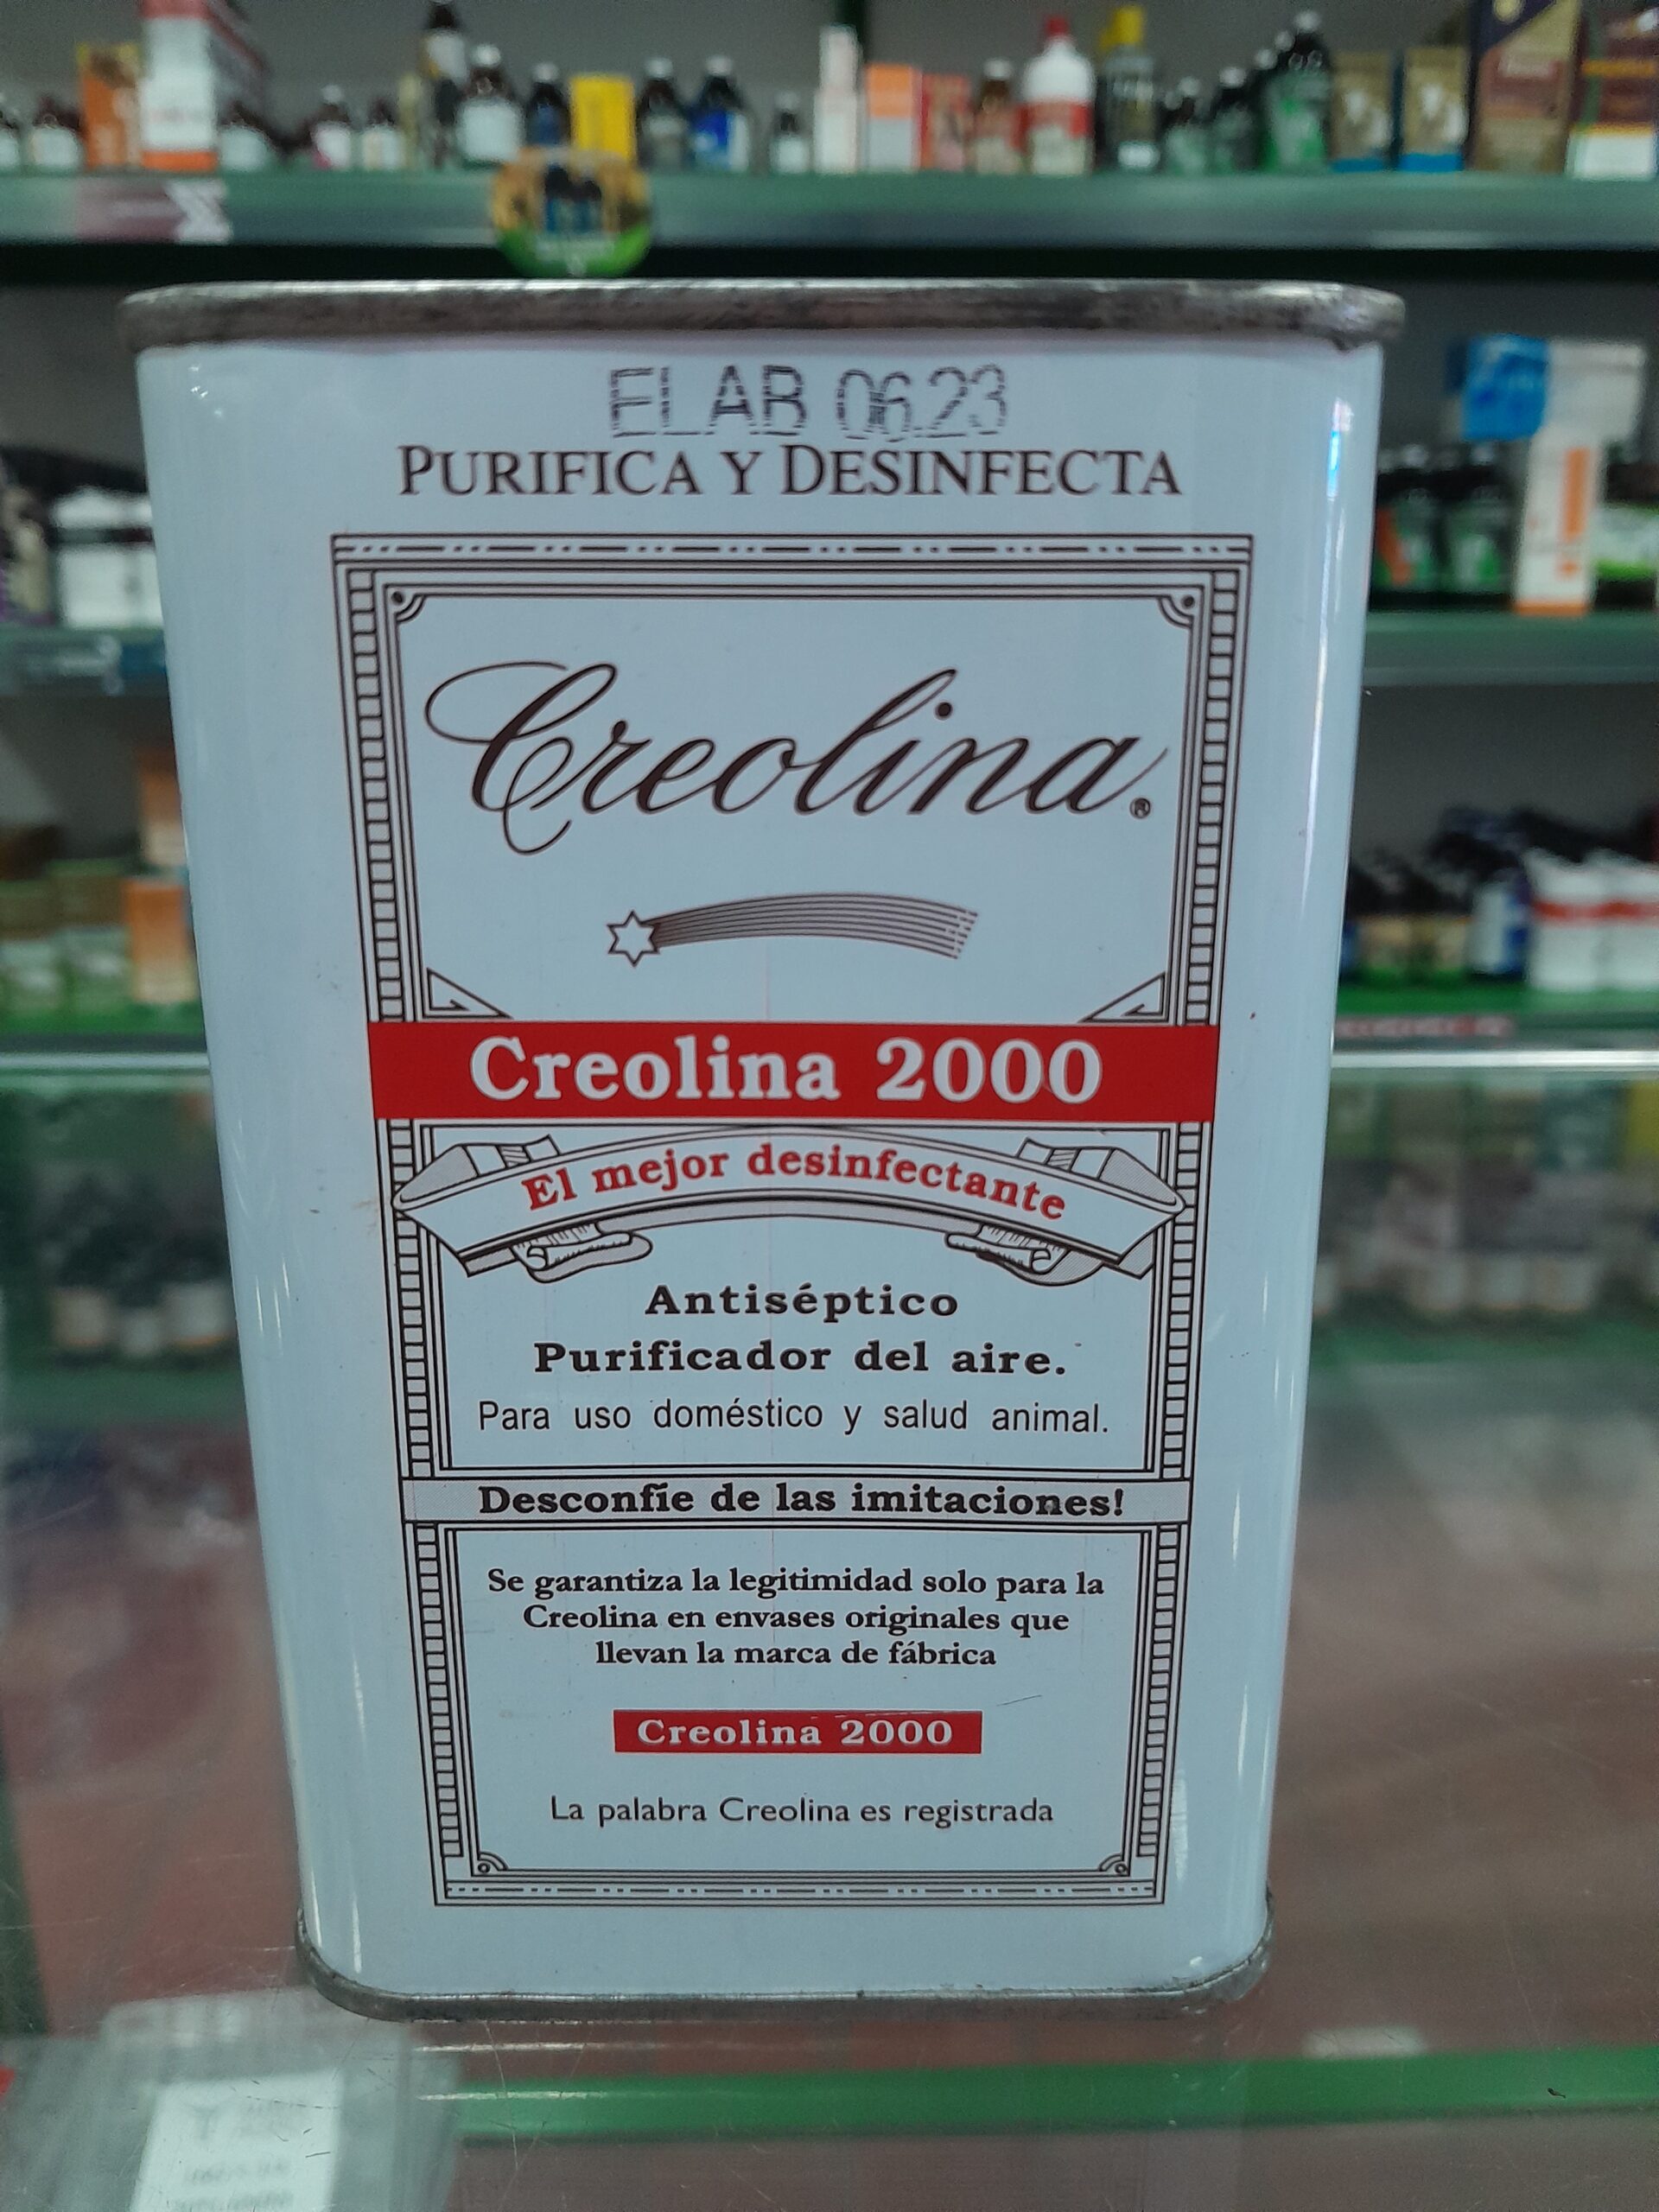 ELAB 06.23
PURIFICA Y DESINFECTA
Creolina®
Creolina 2000
El mejor desinfectante
Antiséptico
Purificador del aire.
Para uso doméstico y salud animal.
Desconfíe de las imitaciones!
Se garantiza la legitimidad solo para la
Creolina en envases originales que
llevan la marca de fábrica
Creolina 2000
La palabra Creolina es registrada